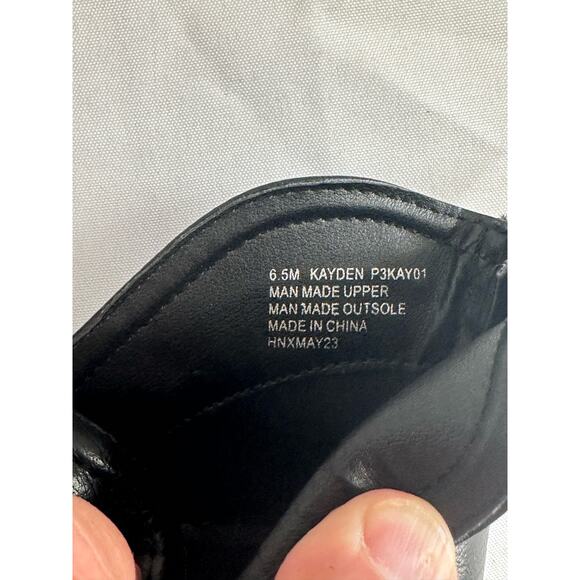 6.5M KAYDEN P3KAY01
MAN MADE UPPER
MAN MADE OUTSOLE
MADE IN CHINA
HNXMAY23